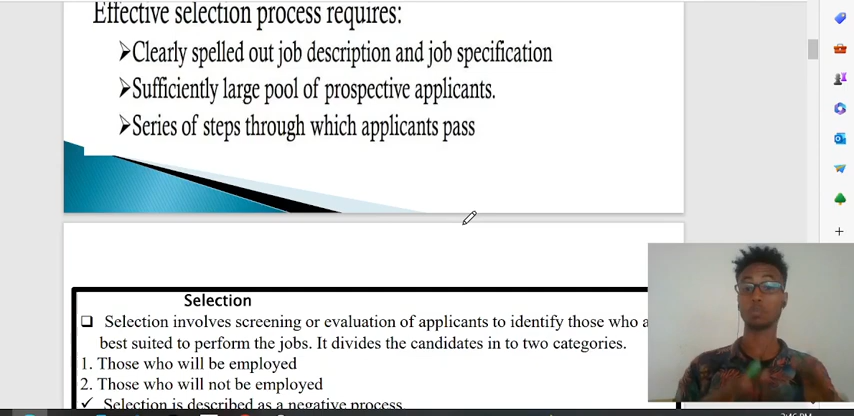 Effective selection process requires:
➢Clearly spelled out job description and job specification
➢Sufficiently large pool of prospective applicants.
➢Series of steps through which applicants pass
Selection
❑ Selection involves screening or evaluation of applicants to identify those who
best suited to perform the jobs. It divides the candidates in to two categories.
1. Those who will be employed
2. Those who will not be employed
✓ Selection is described as a negative process